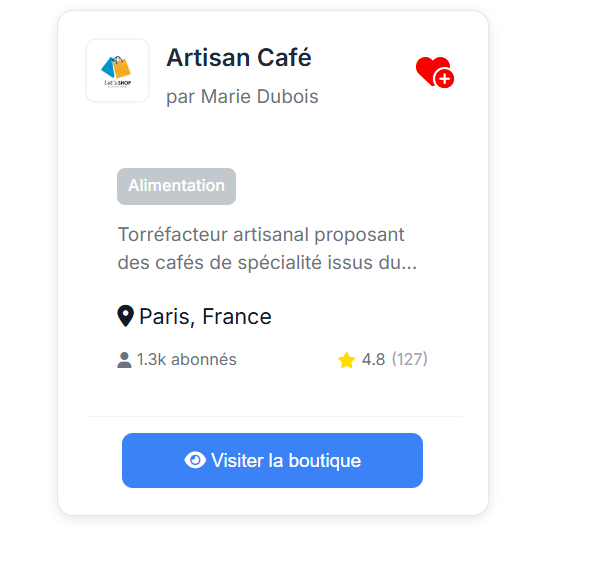 Artisan Café
par Marie Dubois
Let's SHOP
Alimentation
Torréfacteur artisanal proposant
des cafés de spécialité issus du...
Paris, France
1.3k abonnés
4.8 (127)
Visiter la boutique